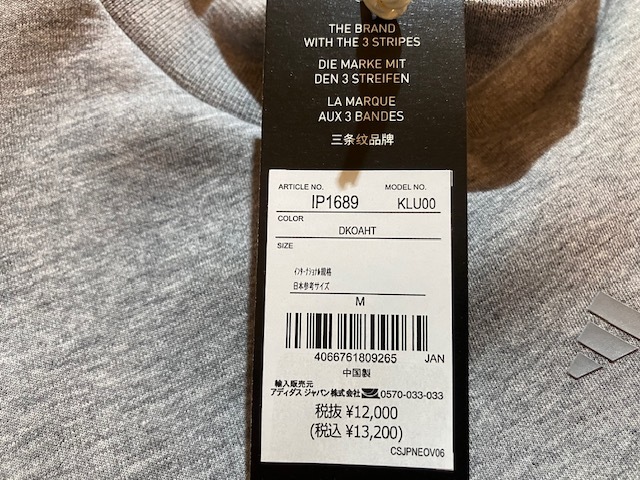 THE BRAND
WITH THE 3 STRIPES
DIE MARKE MIT
DEN 3 STREIFEN
LA MARQUE
AUX 3 BANDES
三条纹品牌
ARTICLE NO. MODEL NO.
IP1689 KLU00
COLOR
DKOAHT
SIZE
ｲﾝﾀｰﾅｼｮﾅﾙ規格
日本参考サイズ
M
4066761809265 JAN
中国製
輸入販売元
アディダス ジャパン株式会社 0570-033-033
税抜 ¥12,000
(税込 ¥13,200)
CSJPNEOV06